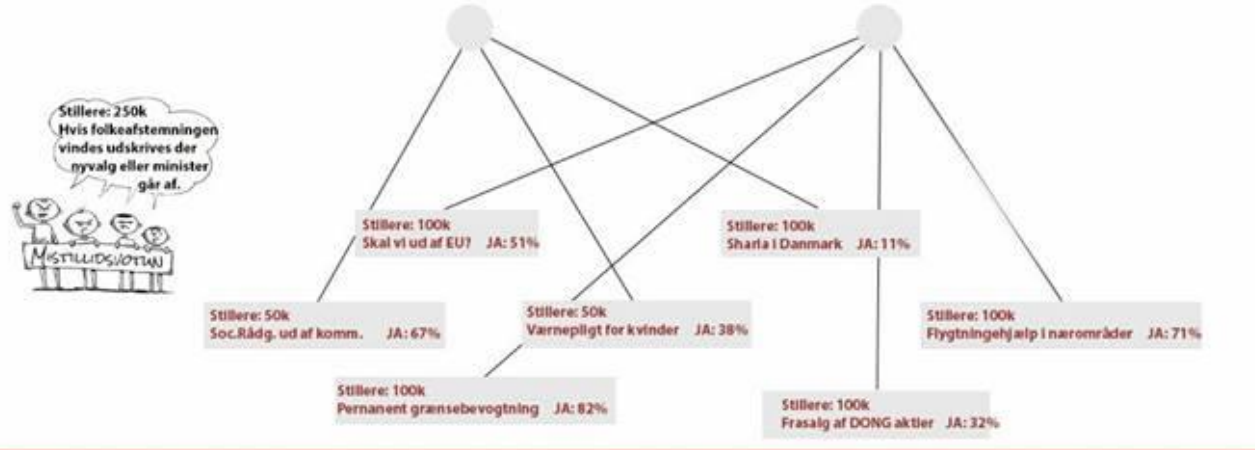 Stillere: 250k
Hvis folkeafstemningen
vindes udskrives der
nyvalg eller minister
går af.
MISTILLIDSVOTUN
Stillere: 100k
Skal vi ud af EU? JA: 51%
Stillere: 100k
Sharia i Danmark JA: 11%
Stillere: 50k
Soc.Rådg. ud af komm. JA: 67%
Stillere: 50k
Værnepligt for kvinder JA: 38%
Stillere: 100k
Flygtningehjælp i nærområder JA: 71%
Stillere: 100k
Pernanent grænsebevogtning JA: 82%
Stillere: 100k
Frasalg af DONG aktier JA: 32%